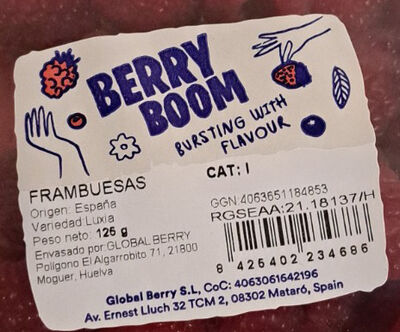 BERRY
BOOM
BURSTING WITH
FLAVOUR
FRAMBUESAS
CAT: I
Origen: España
Variedad Luxia
Peso neto: 125 g
Envasado por:GLOBAL BERRY
Poligono El Algarrobito 71, 21800
Moguer, Huelva
GGN:4063651184853
RGSEAA:21.18137/H
8 426402 234686
Global Berry S.L, CoC: 4063061642196
Av. Ernest Lluch 32 TCM 2, 08302 Mataró, Spain